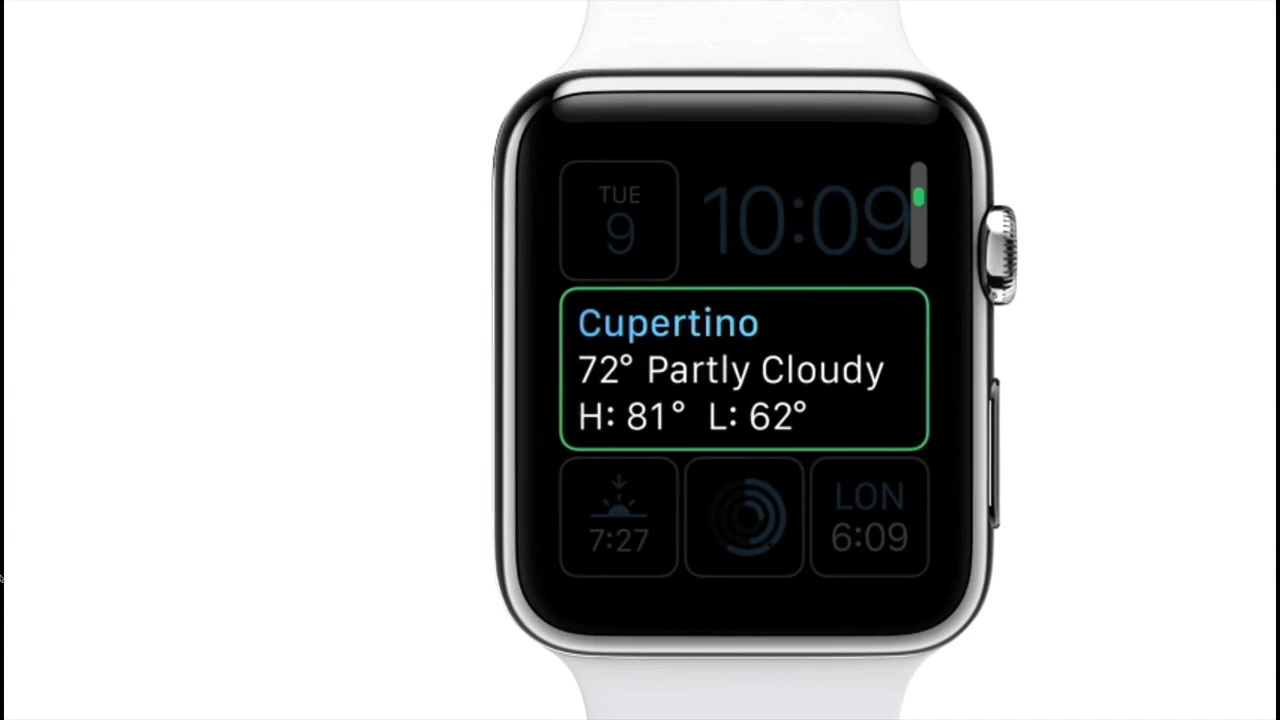 TUE
9
10:09
Cupertino
72° Partly Cloudy
H: 81° L: 62°
7:27
LON
6:09